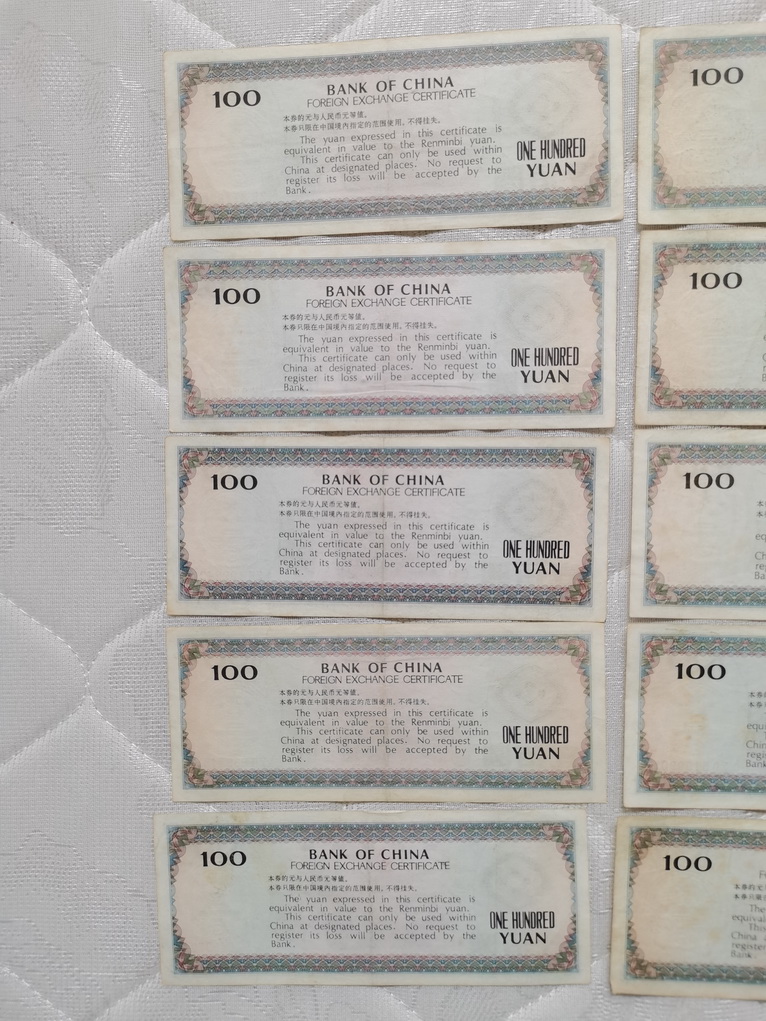 100
BANK OF CHINA
FOREIGN EXCHANGE CERTIFICATE
本券的元与人民币元等值。
本券只限在中国境内指定的范围使用，不得挂失。
The yuan expressed in this certificate is
equivalent in value to the Renminbi yuan.
This certificate can only be used within
China at designated places. No request to
register its loss will be accepted by the
Bank.
ONE HUNDRED
YUAN
100
100
BANK OF CHINA
FOREIGN EXCHANGE CERTIFICATE
本券的元与人民币元等值。
本券只限在中国境内指定的范围使用，不得挂失。
The yuan expressed in this certificate is
equivalent in value to the Renminbi yuan.
This certificate can only be used within
China at designated places. No request to
register its loss will be accepted by the
Bank.
ONE HUNDRED
YUAN
100
100
BANK OF CHINA
FOREIGN EXCHANGE CERTIFICATE
本券的元与人民币元等值。
本券只限在中国境内指定的范围使用，不得挂失。
The yuan expressed in this certificate is
equivalent in value to the Renminbi yuan.
This certificate can only be used within
China at designated places. No request to
register its loss will be accepted by the
Bank.
ONE HUNDRED
YUAN
100
100
BANK OF CHINA
FOREIGN EXCHANGE CERTIFICATE
本券的元与人民币元等值。
本券只限在中国境内指定的范围使用，不得挂失。
The yuan expressed in this certificate is
equivalent in value to the Renminbi yuan.
This certificate can only be used within
China at designated places. No request to
register its loss will be accepted by the
Bank.
ONE HUNDRED
YUAN
100
100
BANK OF CHINA
FOREIGN EXCHANGE CERTIFICATE
本券的元与人民币元等值。
本券只限在中国境内指定的范围使用，不得挂失。
The yuan expressed in this certificate is
equivalent in value to the Renminbi yuan.
This certificate can only be used within
China at designated places. No request to
register its loss will be accepted by the
Bank.
ONE HUNDRED
YUAN
100
The
China
Bank.